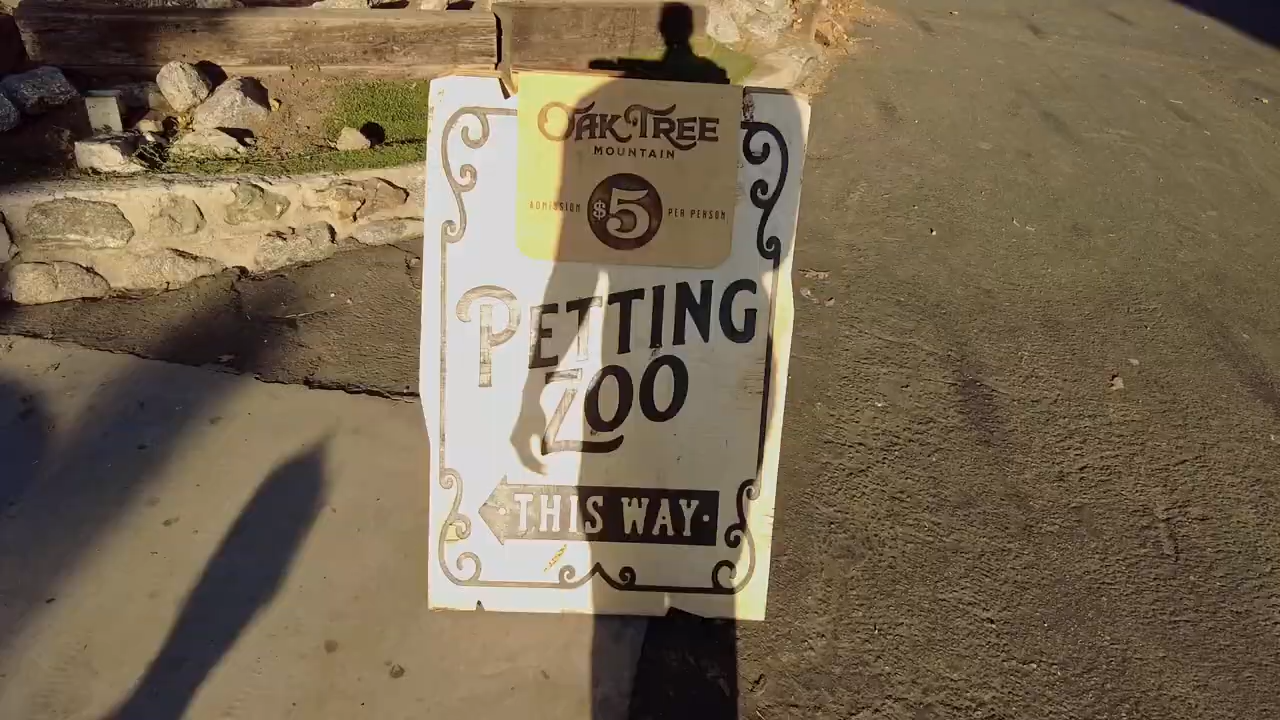 OAK TREE
MOUNTAIN
ADMISSION $5 PER PERSON
PETTING
ZOO
THIS WAY